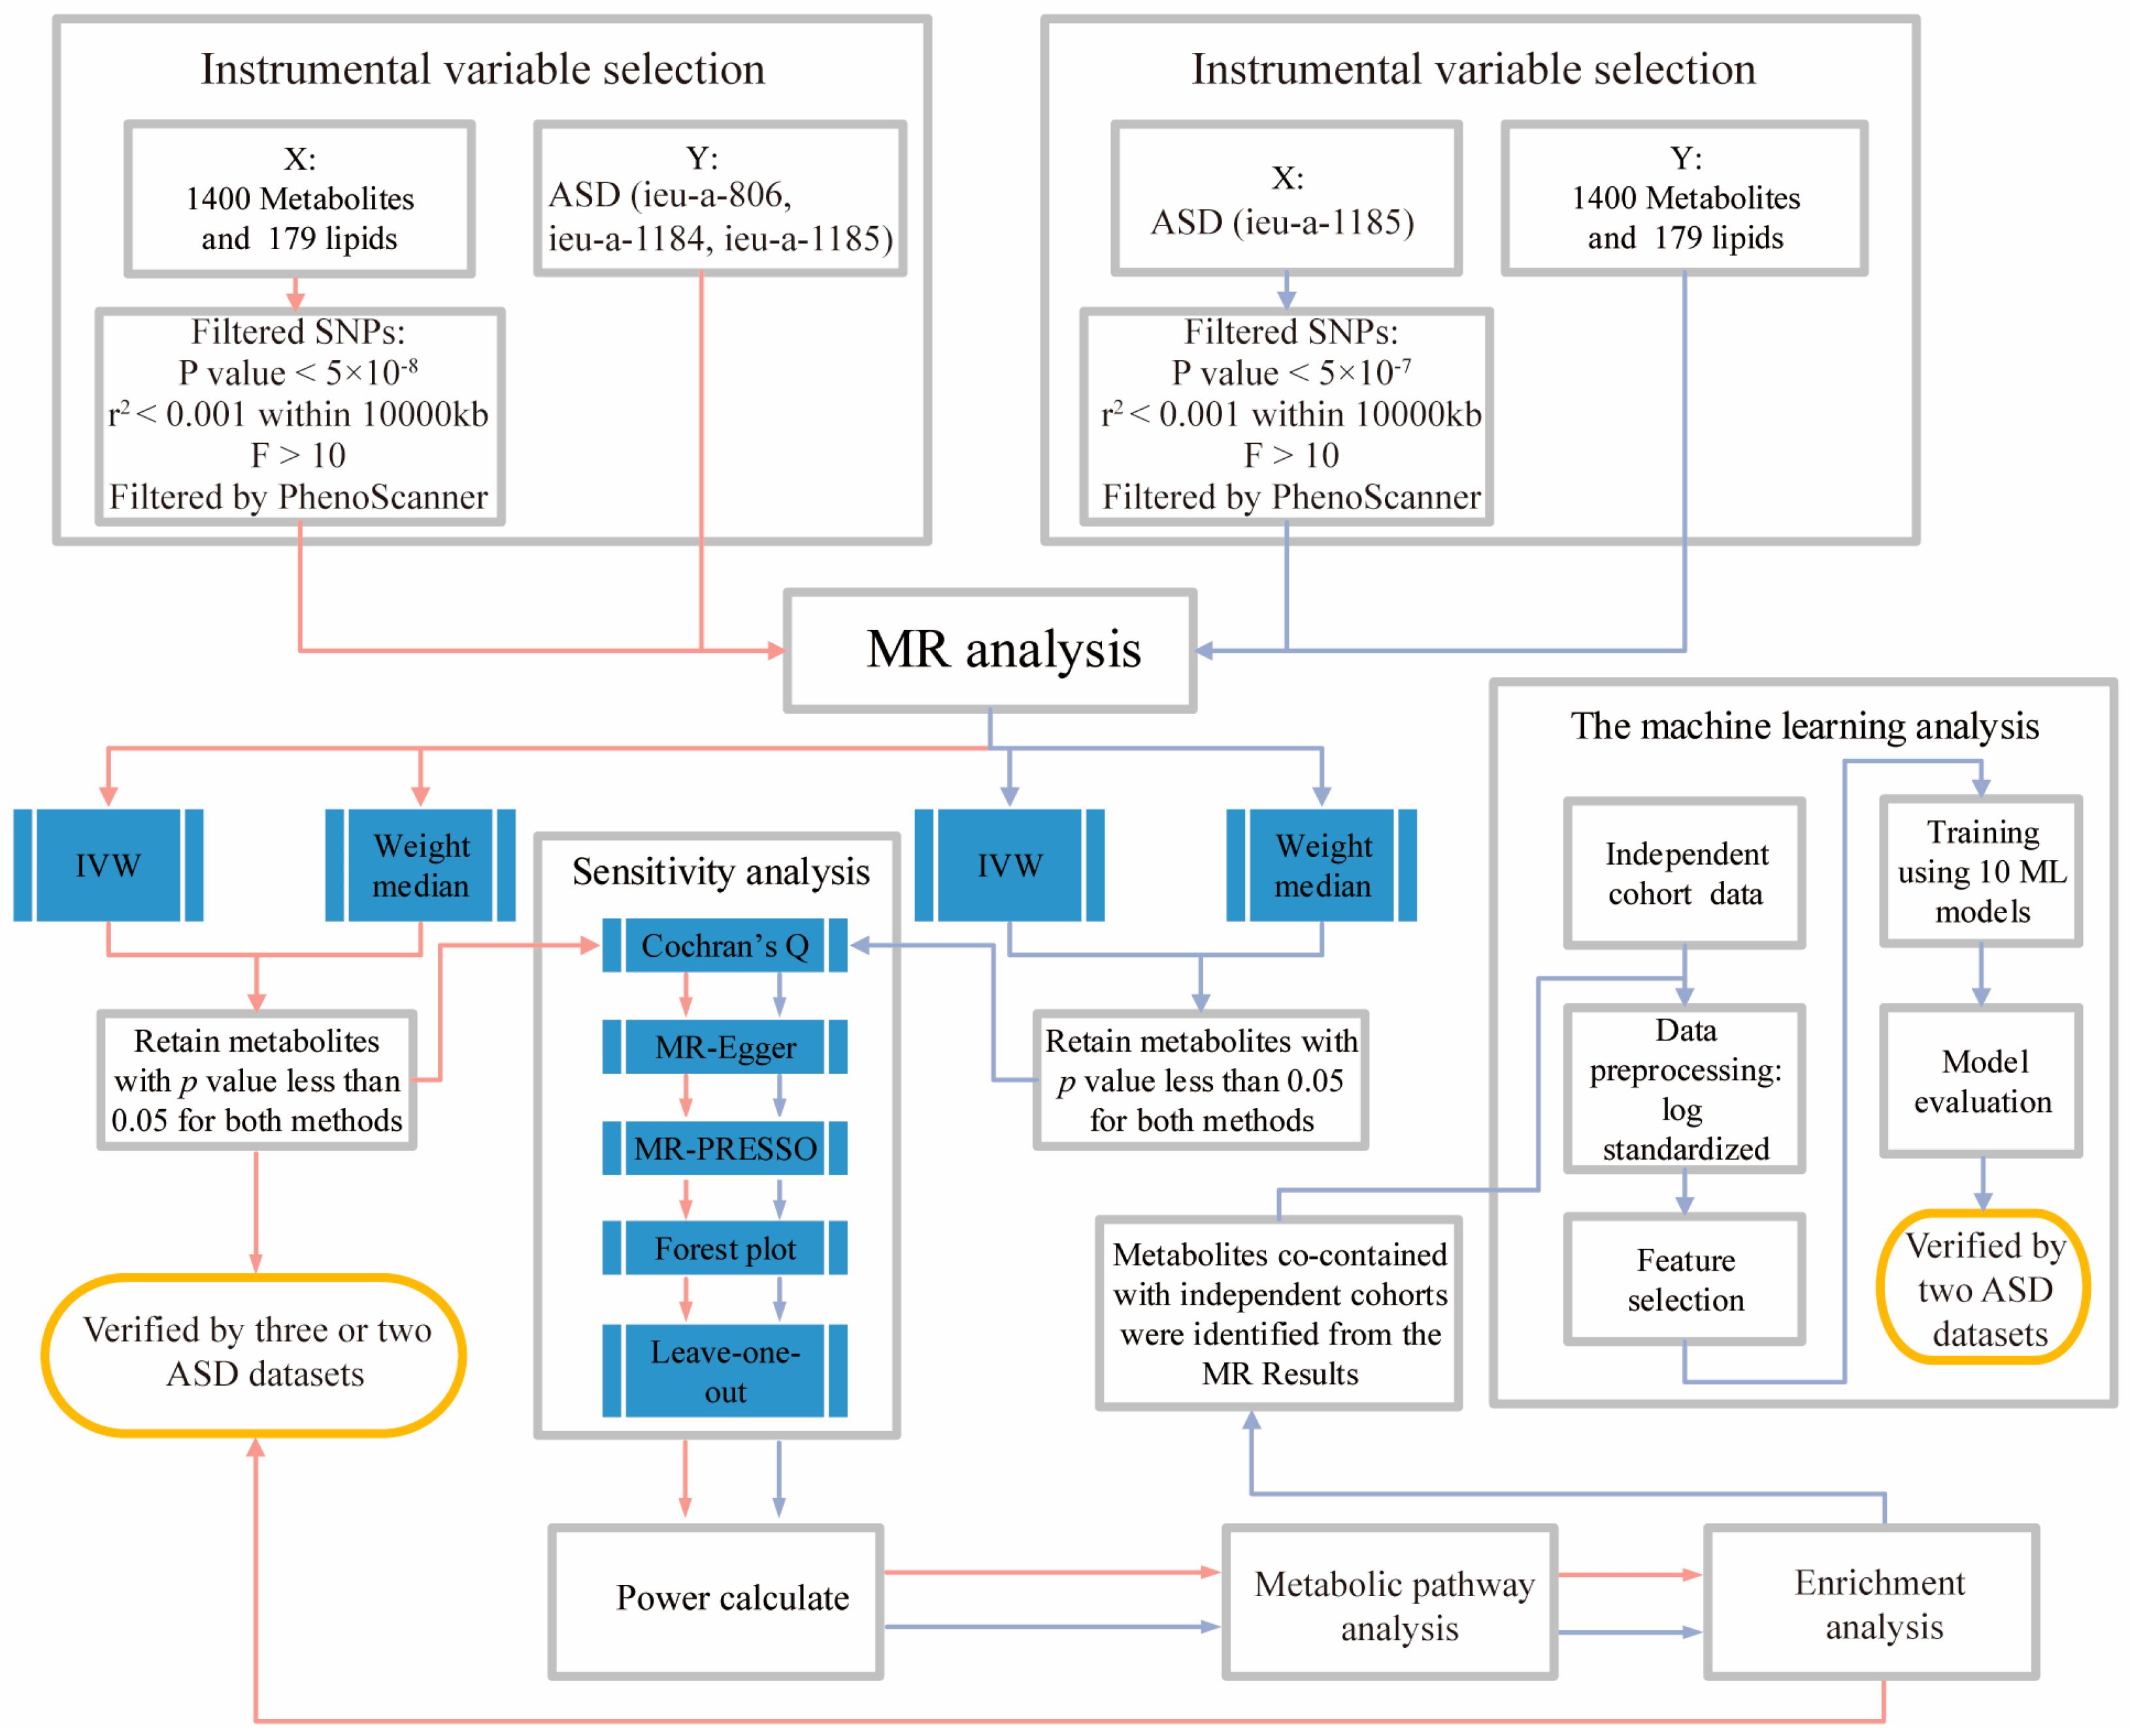 Instrumental variable selection
X:
1400 Metabolites
and 179 lipids
Y:
ASD (ieu-a-806,
ieu-a-1184, ieu-a-1185)
Filtered SNPs:
P value < 5×10⁻⁸
r² < 0.001 within 10000kb
F > 10
Filtered by PhenoScanner
Instrumental variable selection
X:
ASD (ieu-a-1185)
Y:
1400 Metabolites
and 179 lipids
Filtered SNPs:
P value < 5×10⁻⁷
r² < 0.001 within 10000kb
F > 10
Filtered by PhenoScanner
MR analysis
IVW
Weight
median
Retain metabolites
with p value less than
0.05 for both methods
Verified by three or two
ASD datasets
Sensitivity analysis
Cochran’s Q
MR-Egger
MR-PRESSO
Forest plot
Leave-one-
out
IVW
Weight
median
Retain metabolites with
p value less than 0.05
for both methods
Metabolites co-contained
with independent cohorts
were identified from the
MR Results
The machine learning analysis
Independent
cohort data
Data
preprocessing:
log
standardized
Feature
selection
Training
using 10 ML
models
Model
evaluation
Verified by
two ASD
datasets
Power calculate
Metabolic pathway
analysis
Enrichment
analysis